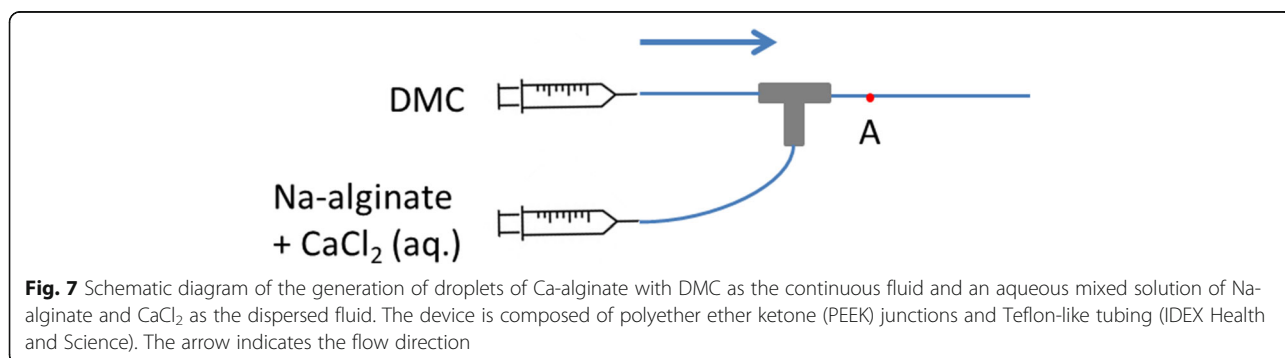 DMC
A
Na-alginate
+ CaCl₂ (aq.)
Fig. 7 Schematic diagram of the generation of droplets of Ca-alginate with DMC as the continuous fluid and an aqueous mixed solution of Na-
alginate and CaCl₂ as the dispersed fluid. The device is composed of polyether ether ketone (PEEK) junctions and Teflon-like tubing (IDEX Health
and Science). The arrow indicates the flow direction